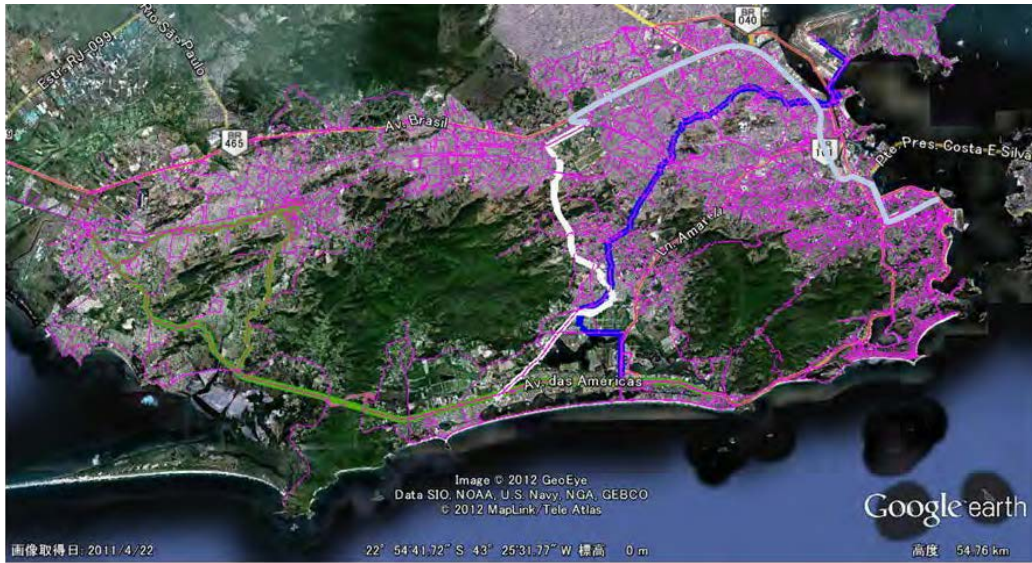 BR
040
Rio São Paulo
Estr. RJ-099
BR
465
Av. Brasil
BR
101
Pte. Pres. Costa E Silva
Ln. Amarela
Av. das Américas
Image © 2012 GeoEye
Data SIO, NOAA, U.S. Navy, NGA, GEBCO
© 2012 MapLink/Tele Atlas
Google earth
画像取得日: 2011/4/22
22° 54'41.72" S 43° 25'31.77" W 標高 0 m
高度 54.76 km